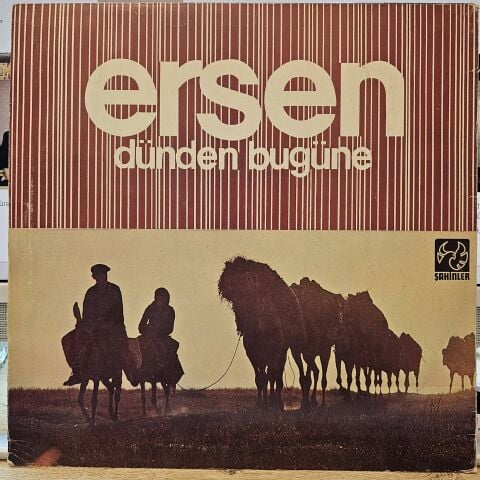 ersen
dünden bugüne
ŞAHİNLER